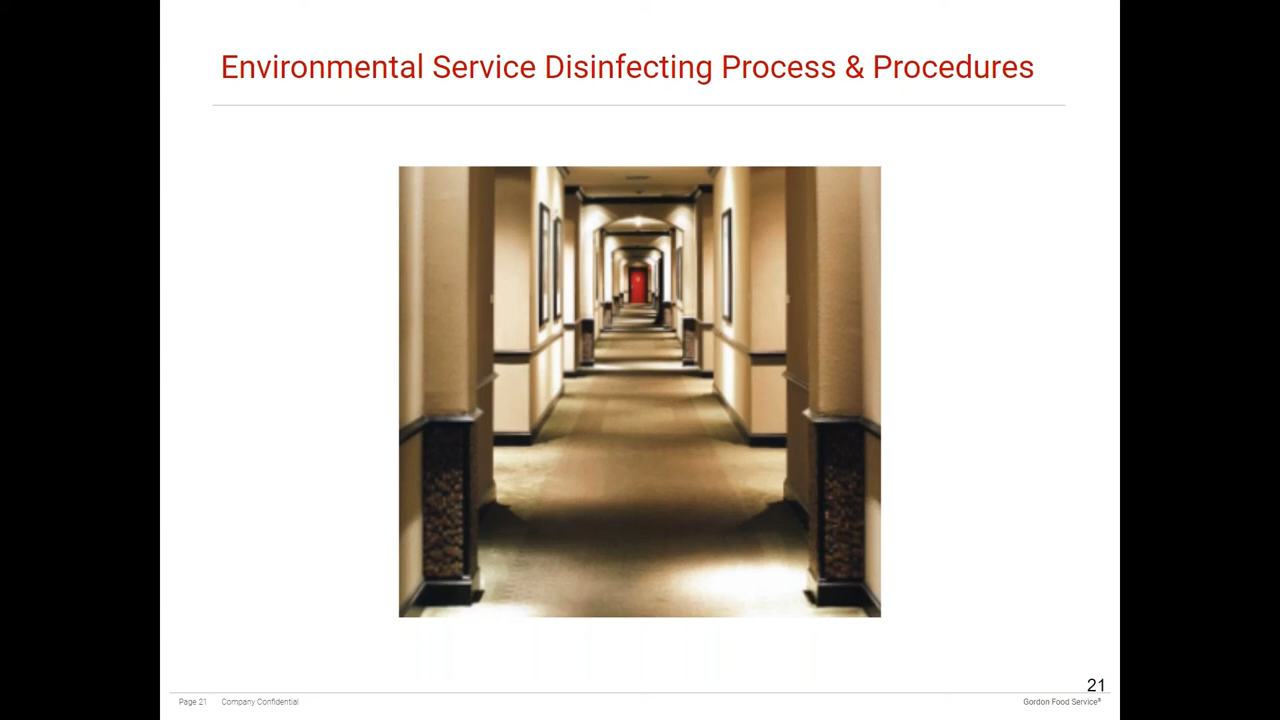 Environmental Service Disinfecting Process & Procedures
21
Page 21 Company Confidential
Gordon Food Service®